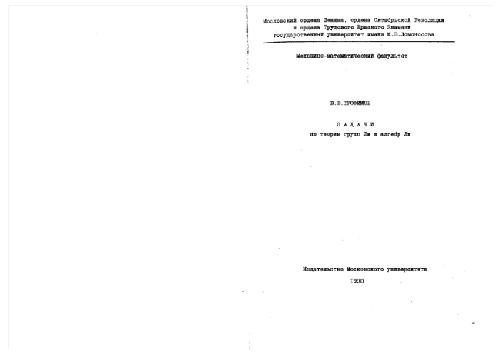 Московский ордена Ленина, ордена Октябрьской Революции
и ордена Трудового Красного Знамени
государственный университет имени М.В.Ломоносова
Механико-математический факультет
В.В.ТРОФИМОВ
З А Д А Ч И
по теории групп Ли и алгебр Ли
Издательство Московского университета